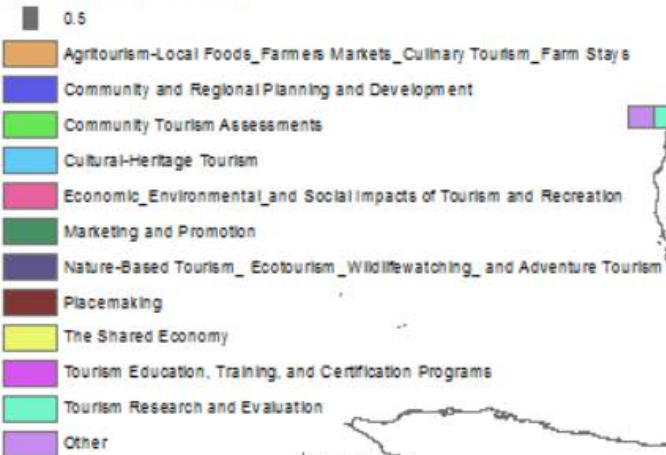 0.5
Agritourism-Local Foods_Farmers Markets_Culinary Tourism_Farm Stays
Community and Regional Planning and Development
Community Tourism Assessments
Cultural-Heritage Tourism
Economic_Environmental_and Social Impacts of Tourism and Recreation
Marketing and Promotion
Nature-Based Tourism_ Ecotourism_Wildlifewatching_ and Adventure Tourism
Placemaking
The Shared Economy
Tourism Education, Training, and Certification Programs
Tourism Research and Evaluation
Other